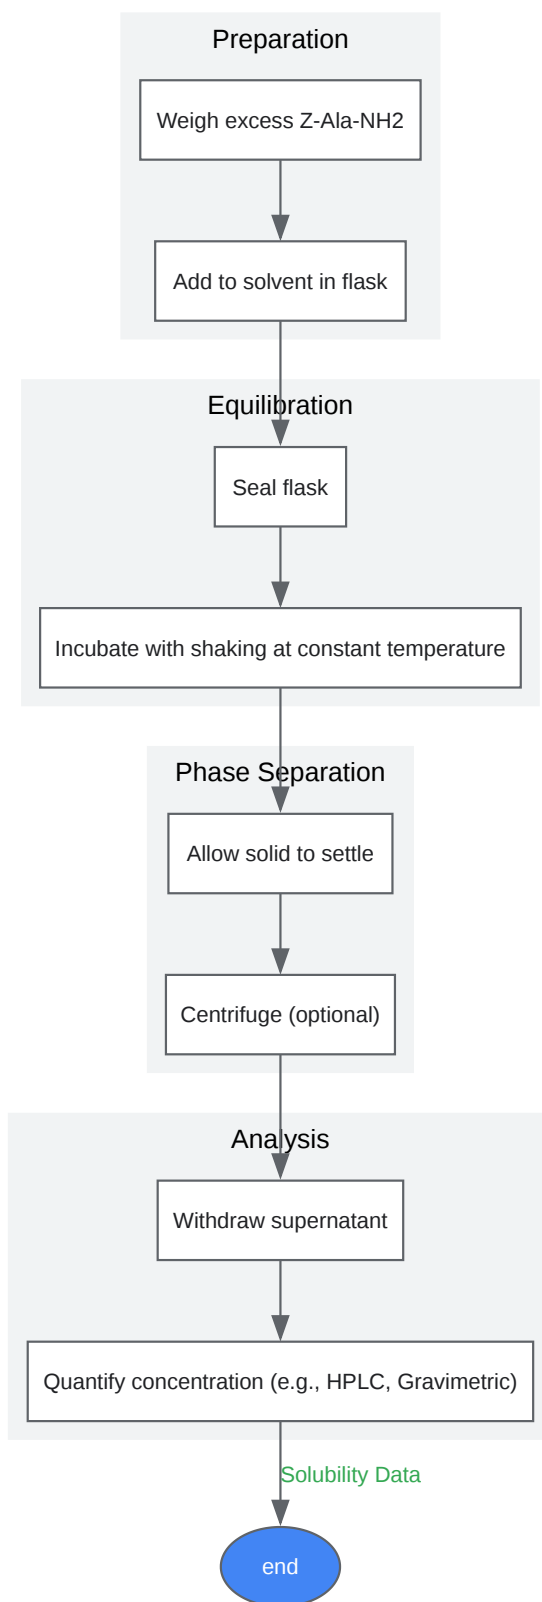 Preparation
Weigh excess Z-Ala-NH2
Add to solvent in flask
Equilibration
Seal flask
Incubate with shaking at constant temperature
Phase Separation
Allow solid to settle
Centrifuge (optional)
Analysis
Withdraw supernatant
Quantify concentration (e.g., HPLC, Gravimetric)
Solubility Data
end